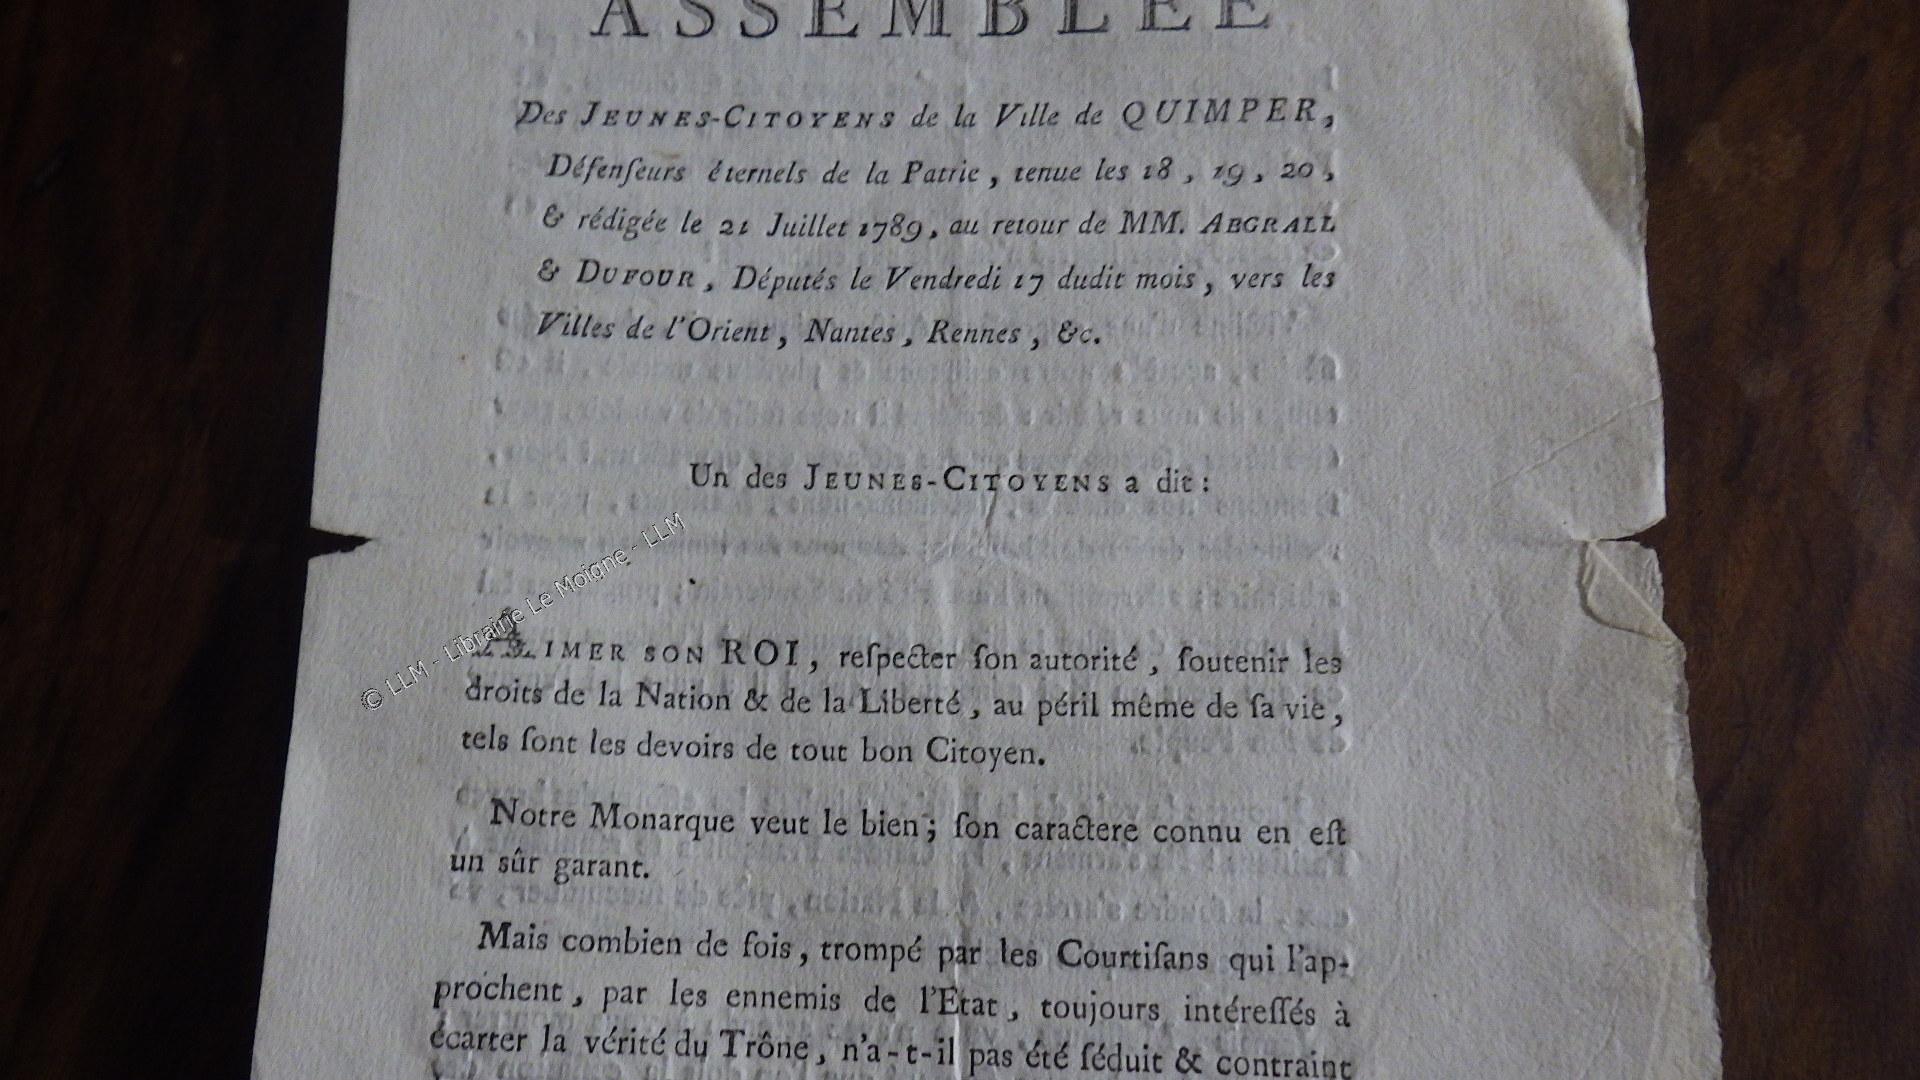 ASSEMBLÉE
Des JEUNES-CITOYENS de la Ville de QUIMPER,
Défenſeurs éternels de la Patrie, tenue les 18, 19, 20,
& rédigée le 21 Juillet 1789, au retour de MM. ABGRALL
& DUFOUR, Députés le Vendredi 17 dudit mois, vers les
Villes de l'Orient, Nantes, Rennes, &c.
Un des JEUNES-CITOYENS a dit:
© LLM - Librairie Le Moigne - LLM
AIMER SON ROI, reſpecter ſon autorité, ſoutenir les
droits de la Nation & de la Liberté, au péril même de ſa vie,
tels ſont les devoirs de tout bon Citoyen.
Notre Monarque veut le bien; ſon caractere connu en eſt
un sûr garant.
Mais combien de fois, trompé par les Courtiſans qui l'ap-
prochent, par les ennemis de l'Etat, toujours intéreſſés à
écarter la vérité du Trône, n'a-t-il pas été ſéduit & contraint